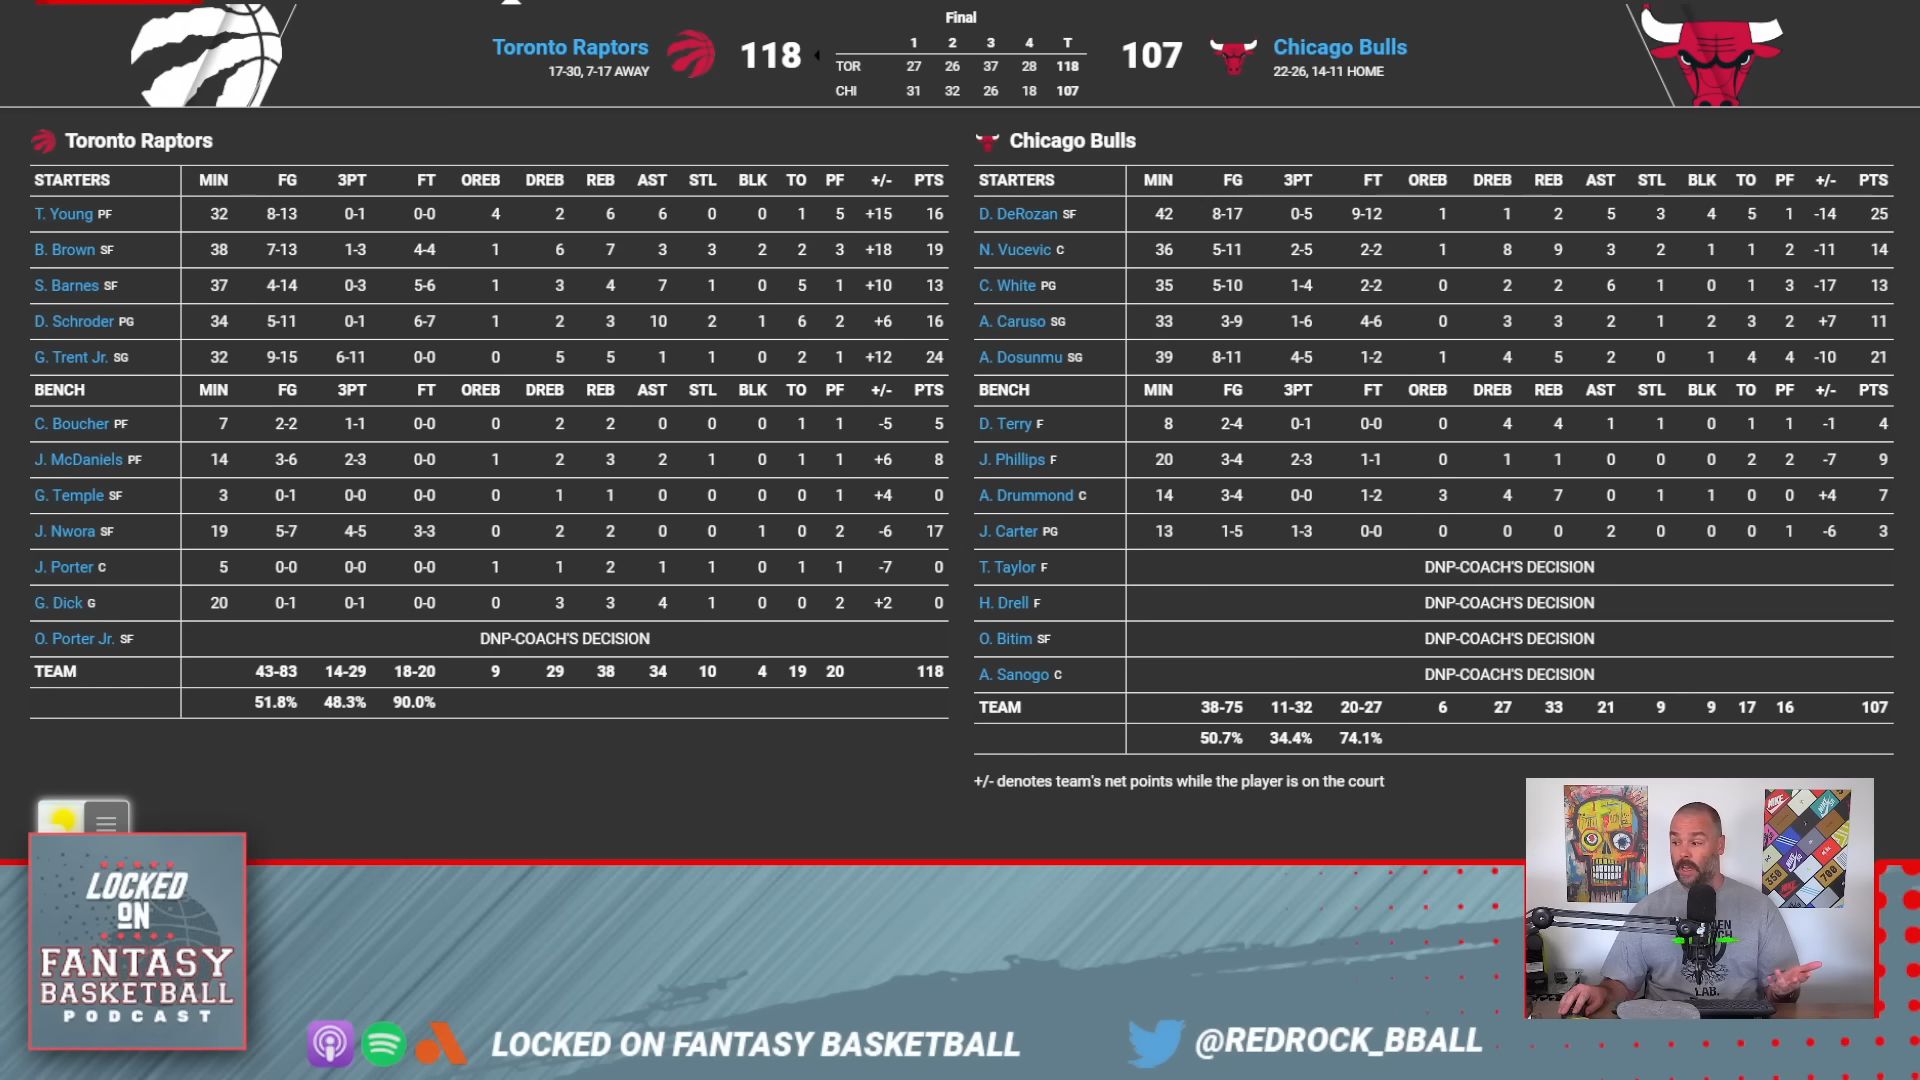 Final
Toronto Raptors
17-30, 7-17 AWAY
118
1 2 3 4 T
TOR 27 26 37 28 118
CHI 31 32 26 18 107
107
Chicago Bulls
22-26, 14-11 HOME
Toronto Raptors
STARTERS MIN FG 3PT FT OREB DREB REB AST STL BLK TO PF +/- PTS
T. Young PF 32 8-13 0-1 0-0 4 2 6 6 0 0 1 5 +15 16
B. Brown SF 38 7-13 1-3 4-4 1 6 7 3 3 2 2 3 +18 19
S. Barnes SF 37 4-14 0-3 5-6 1 3 4 7 1 0 5 1 +10 13
D. Schroder PG 34 5-11 0-1 6-7 1 2 3 10 2 1 6 2 +6 16
G. Trent Jr. SG 32 9-15 6-11 0-0 0 5 5 1 1 0 2 1 +12 24
BENCH MIN FG 3PT FT OREB DREB REB AST STL BLK TO PF +/- PTS
C. Boucher PF 7 2-2 1-1 0-0 0 2 2 0 0 0 1 1 -5 5
J. McDaniels PF 14 3-6 2-3 0-0 1 2 3 2 1 0 1 1 +6 8
G. Temple SF 3 0-1 0-0 0-0 0 1 1 0 0 0 0 1 +4 0
J. Nwora SF 19 5-7 4-5 3-3 0 2 2 0 0 1 0 2 -6 17
J. Porter C 5 0-0 0-0 0-0 1 1 2 1 1 0 1 1 -7 0
G. Dick G 20 0-1 0-1 0-0 0 3 3 4 1 0 0 2 +2 0
O. Porter Jr. SF DNP-COACH'S DECISION
TEAM 43-83 14-29 18-20 9 29 38 34 10 4 19 20 118
51.8% 48.3% 90.0%
Chicago Bulls
STARTERS MIN FG 3PT FT OREB DREB REB AST STL BLK TO PF +/- PTS
D. DeRozan SF 42 8-17 0-5 9-12 1 1 2 5 3 4 5 1 -14 25
N. Vucevic C 36 5-11 2-5 2-2 1 8 9 3 2 1 1 2 -11 14
C. White PG 35 5-10 1-4 2-2 0 2 2 6 1 0 1 3 -17 13
A. Caruso SG 33 3-9 1-6 4-6 0 3 3 2 1 2 3 2 +7 11
A. Dosunmu SG 39 8-11 4-5 1-2 1 4 5 2 0 1 4 4 -10 21
BENCH MIN FG 3PT FT OREB DREB REB AST STL BLK TO PF +/- PTS
D. Terry F 8 2-4 0-1 0-0 0 4 4 1 1 0 1 1 -1 4
J. Phillips F 20 3-4 2-3 1-1 0 1 1 0 0 0 2 2 -7 9
A. Drummond C 14 3-4 0-0 1-2 3 4 7 0 1 1 0 0 +4 7
J. Carter PG 13 1-5 1-3 0-0 0 0 0 2 0 0 0 1 -6 3
T. Taylor F DNP-COACH'S DECISION
H. Drell F DNP-COACH'S DECISION
O. Bitim SF DNP-COACH'S DECISION
A. Sanogo C DNP-COACH'S DECISION
TEAM 38-75 11-32 20-27 6 27 33 21 9 9 17 16 107
50.7% 34.4% 74.1%
+/- denotes team's net points while the player is on the court
LOCKED
ON
FANTASY
BASKETBALL
PODCAST
LOCKED ON FANTASY BASKETBALL
@REDROCK_BBALL
NIKE
NIKE
350
700
LAB.